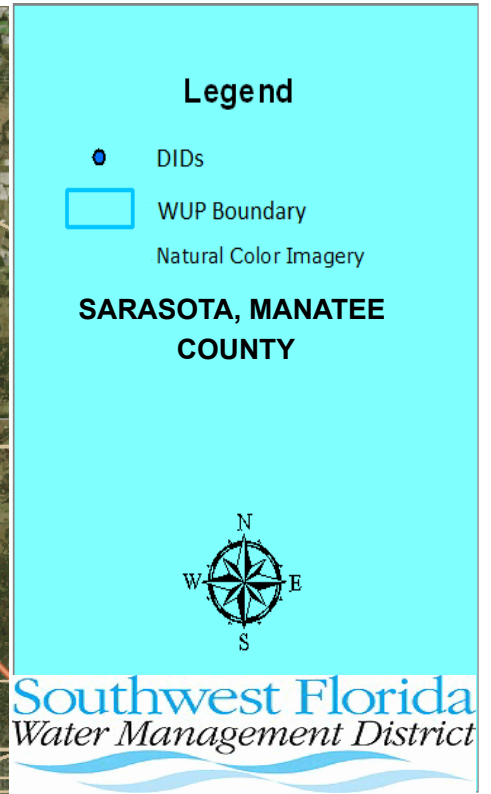 Legend
DIDs
WUP Boundary
Natural Color Imagery
SARASOTA, MANATEE
COUNTY
N
W E
S
Southwest Florida
Water Management District